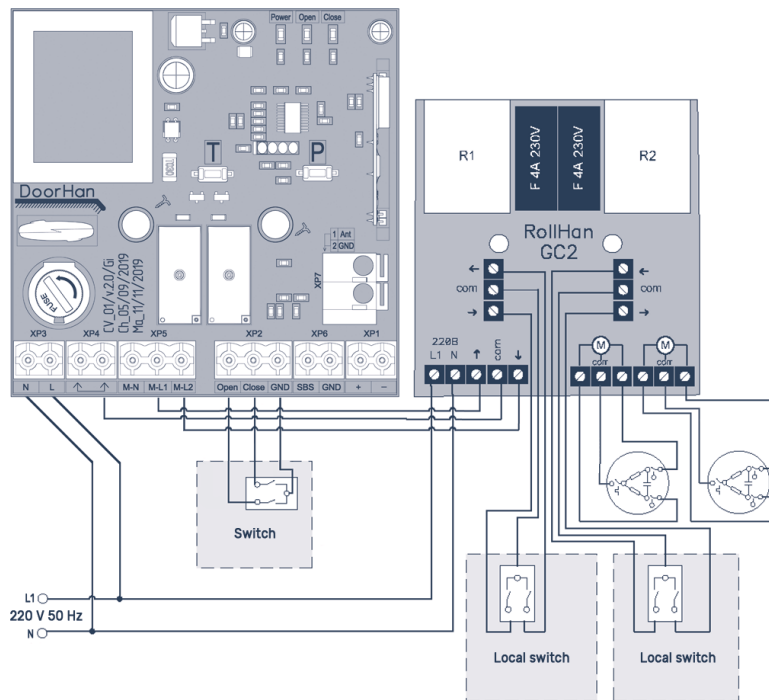 Power Open Close
T
P
DoorHan
1 Ant
2 GND
XP7
FUSE
CV_01/v.2.0/Gi
Ch_05/09/2019
Ma_11/11/2019
XP3 XP4 XP5 XP2 XP6 XP1
N L M-N M-L1 M-L2 Open Close GND SBS GND + -
R1
F 4A 230V
F 4A 230V
R2
RollHan
GC2
← ←
com com
→ →
220B
L1 N ↑ com ↓
M M
com com
Switch
L1
220 V 50 Hz
N
Local switch
Local switch